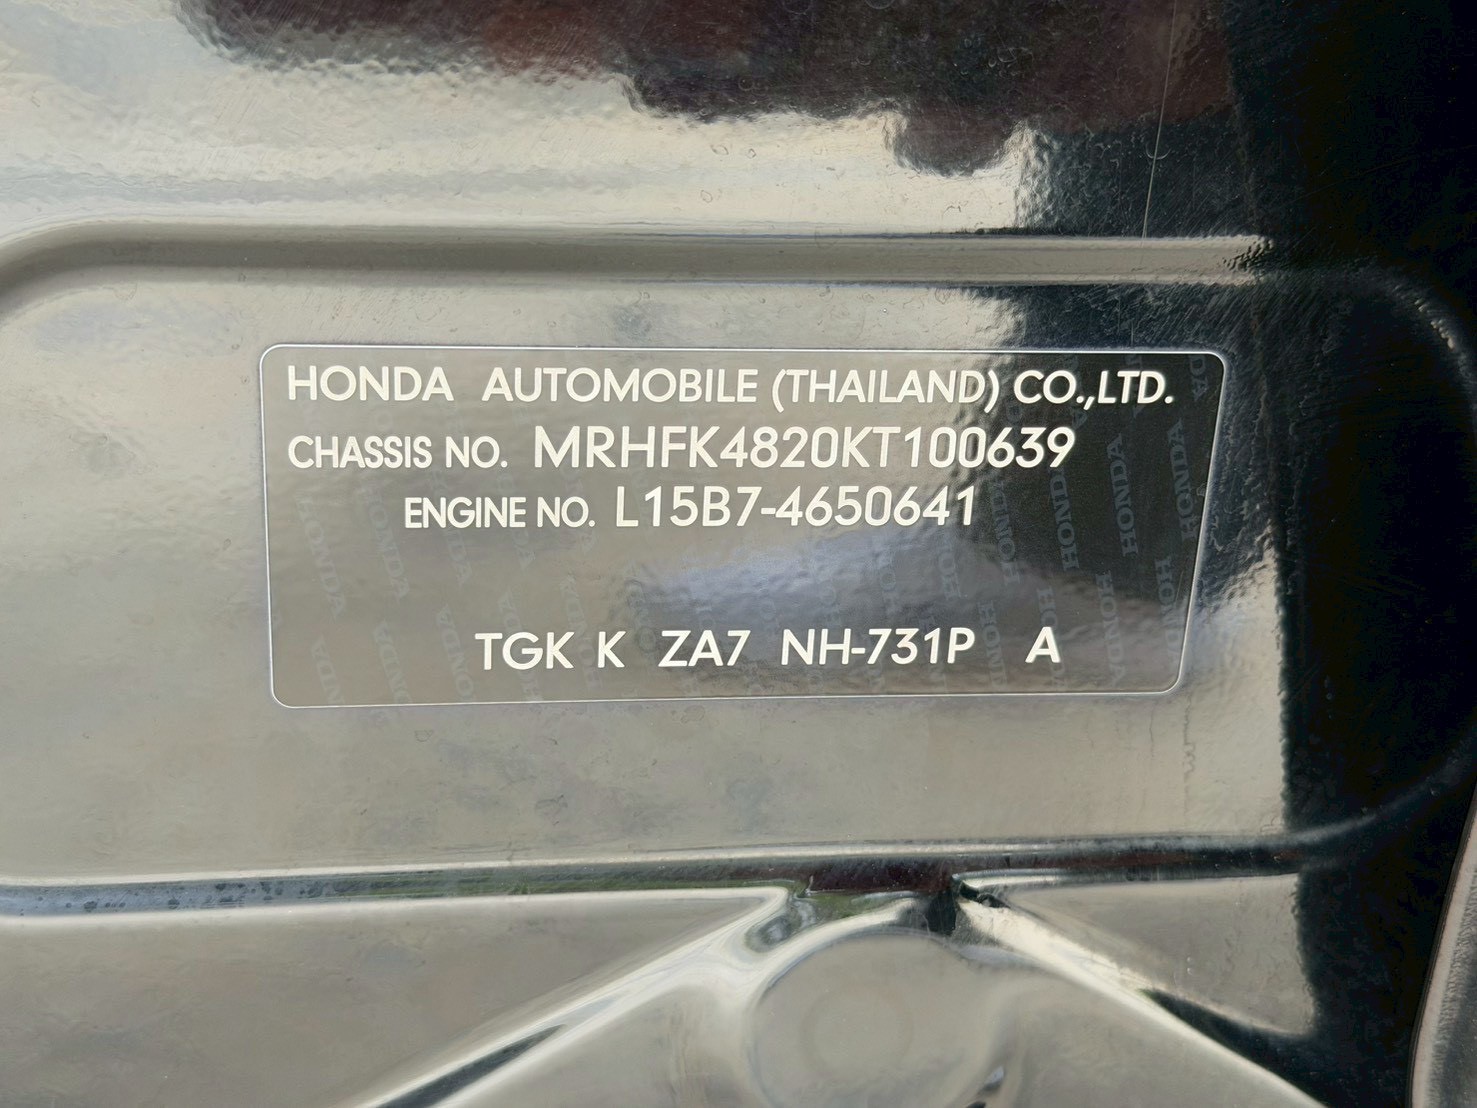 HONDA AUTOMOBILE (THAILAND) CO.,LTD.
CHASSIS NO. MRHFK4820KT100639
ENGINE NO. L15B7-4650641
TGK K ZA7 NH-731P A